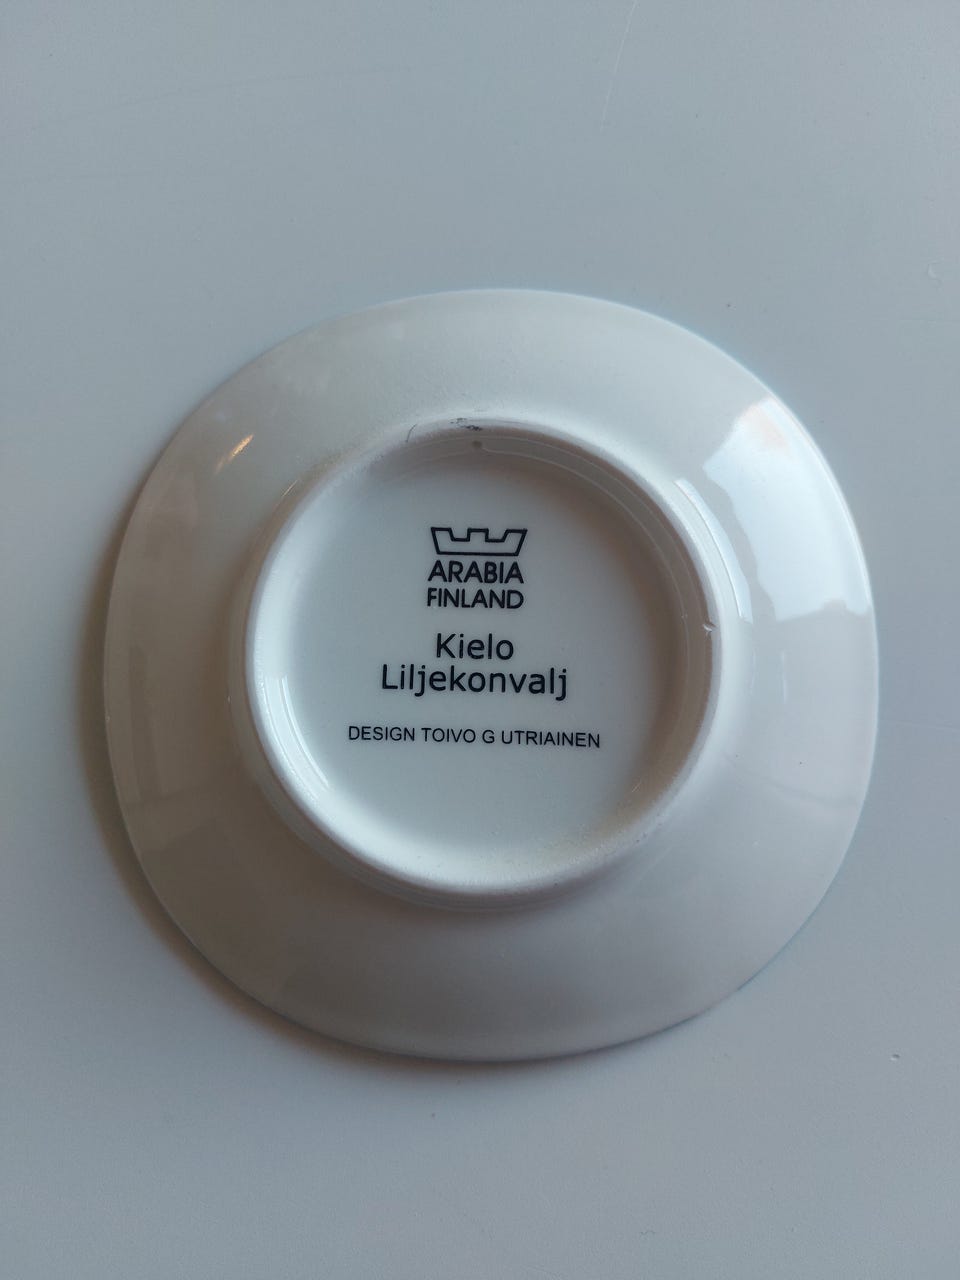 ARABIA
FINLAND
Kielo
Liljekonvalj
DESIGN TOIVO G UTRIAINEN